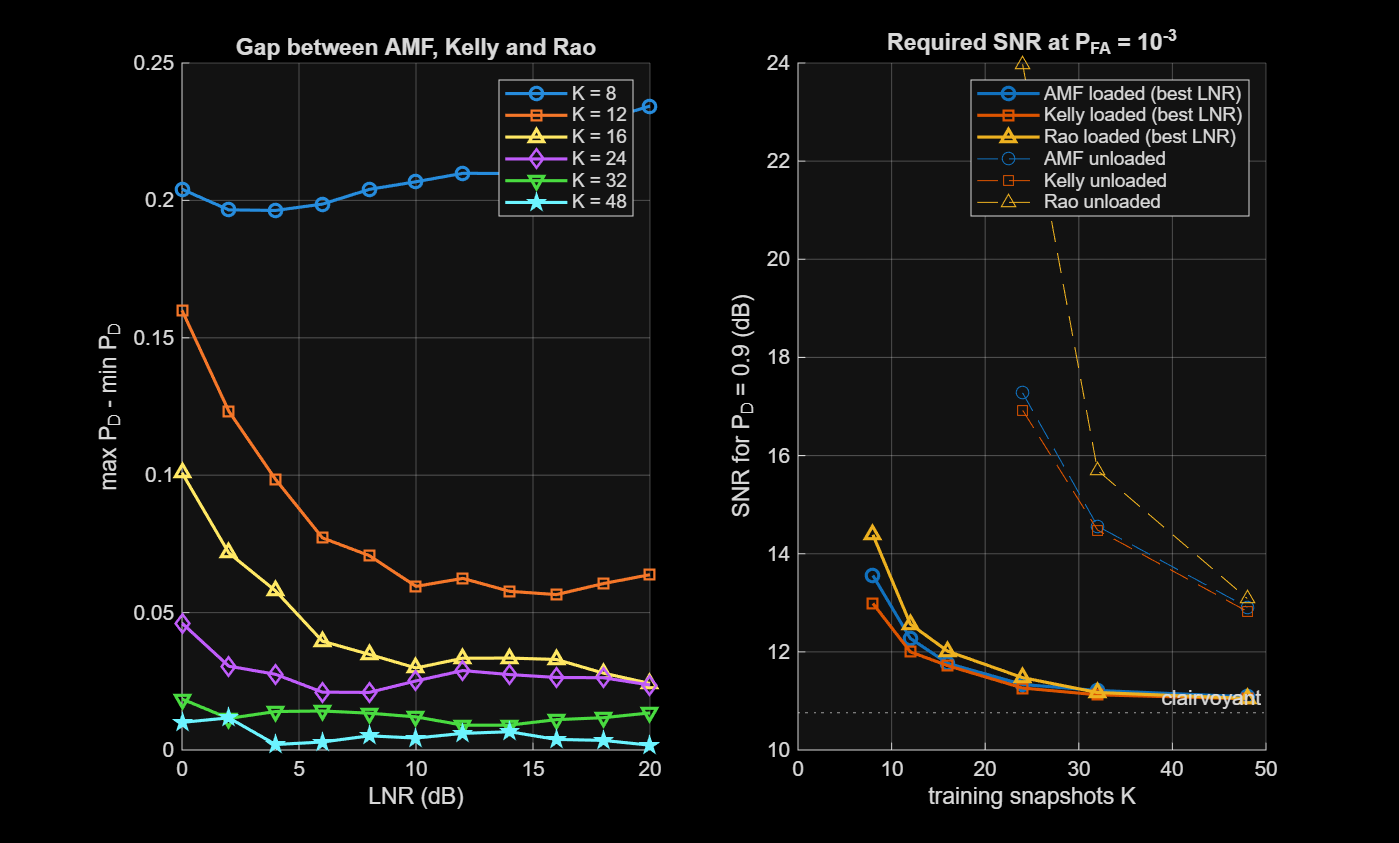 Gap between AMF, Kelly and Rao
0.25
0.2
0.15
0.1
0.05
0
max P_D - min P_D
0
5
10
15
20
LNR (dB)
K = 8
K = 12
K = 16
K = 24
K = 32
K = 48
Required SNR at P_FA = 10^-3
24
22
20
18
16
14
12
10
SNR for P_D = 0.9 (dB)
0
10
20
30
40
50
training snapshots K
AMF loaded (best LNR)
Kelly loaded (best LNR)
Rao loaded (best LNR)
AMF unloaded
Kelly unloaded
Rao unloaded
clairvoyant